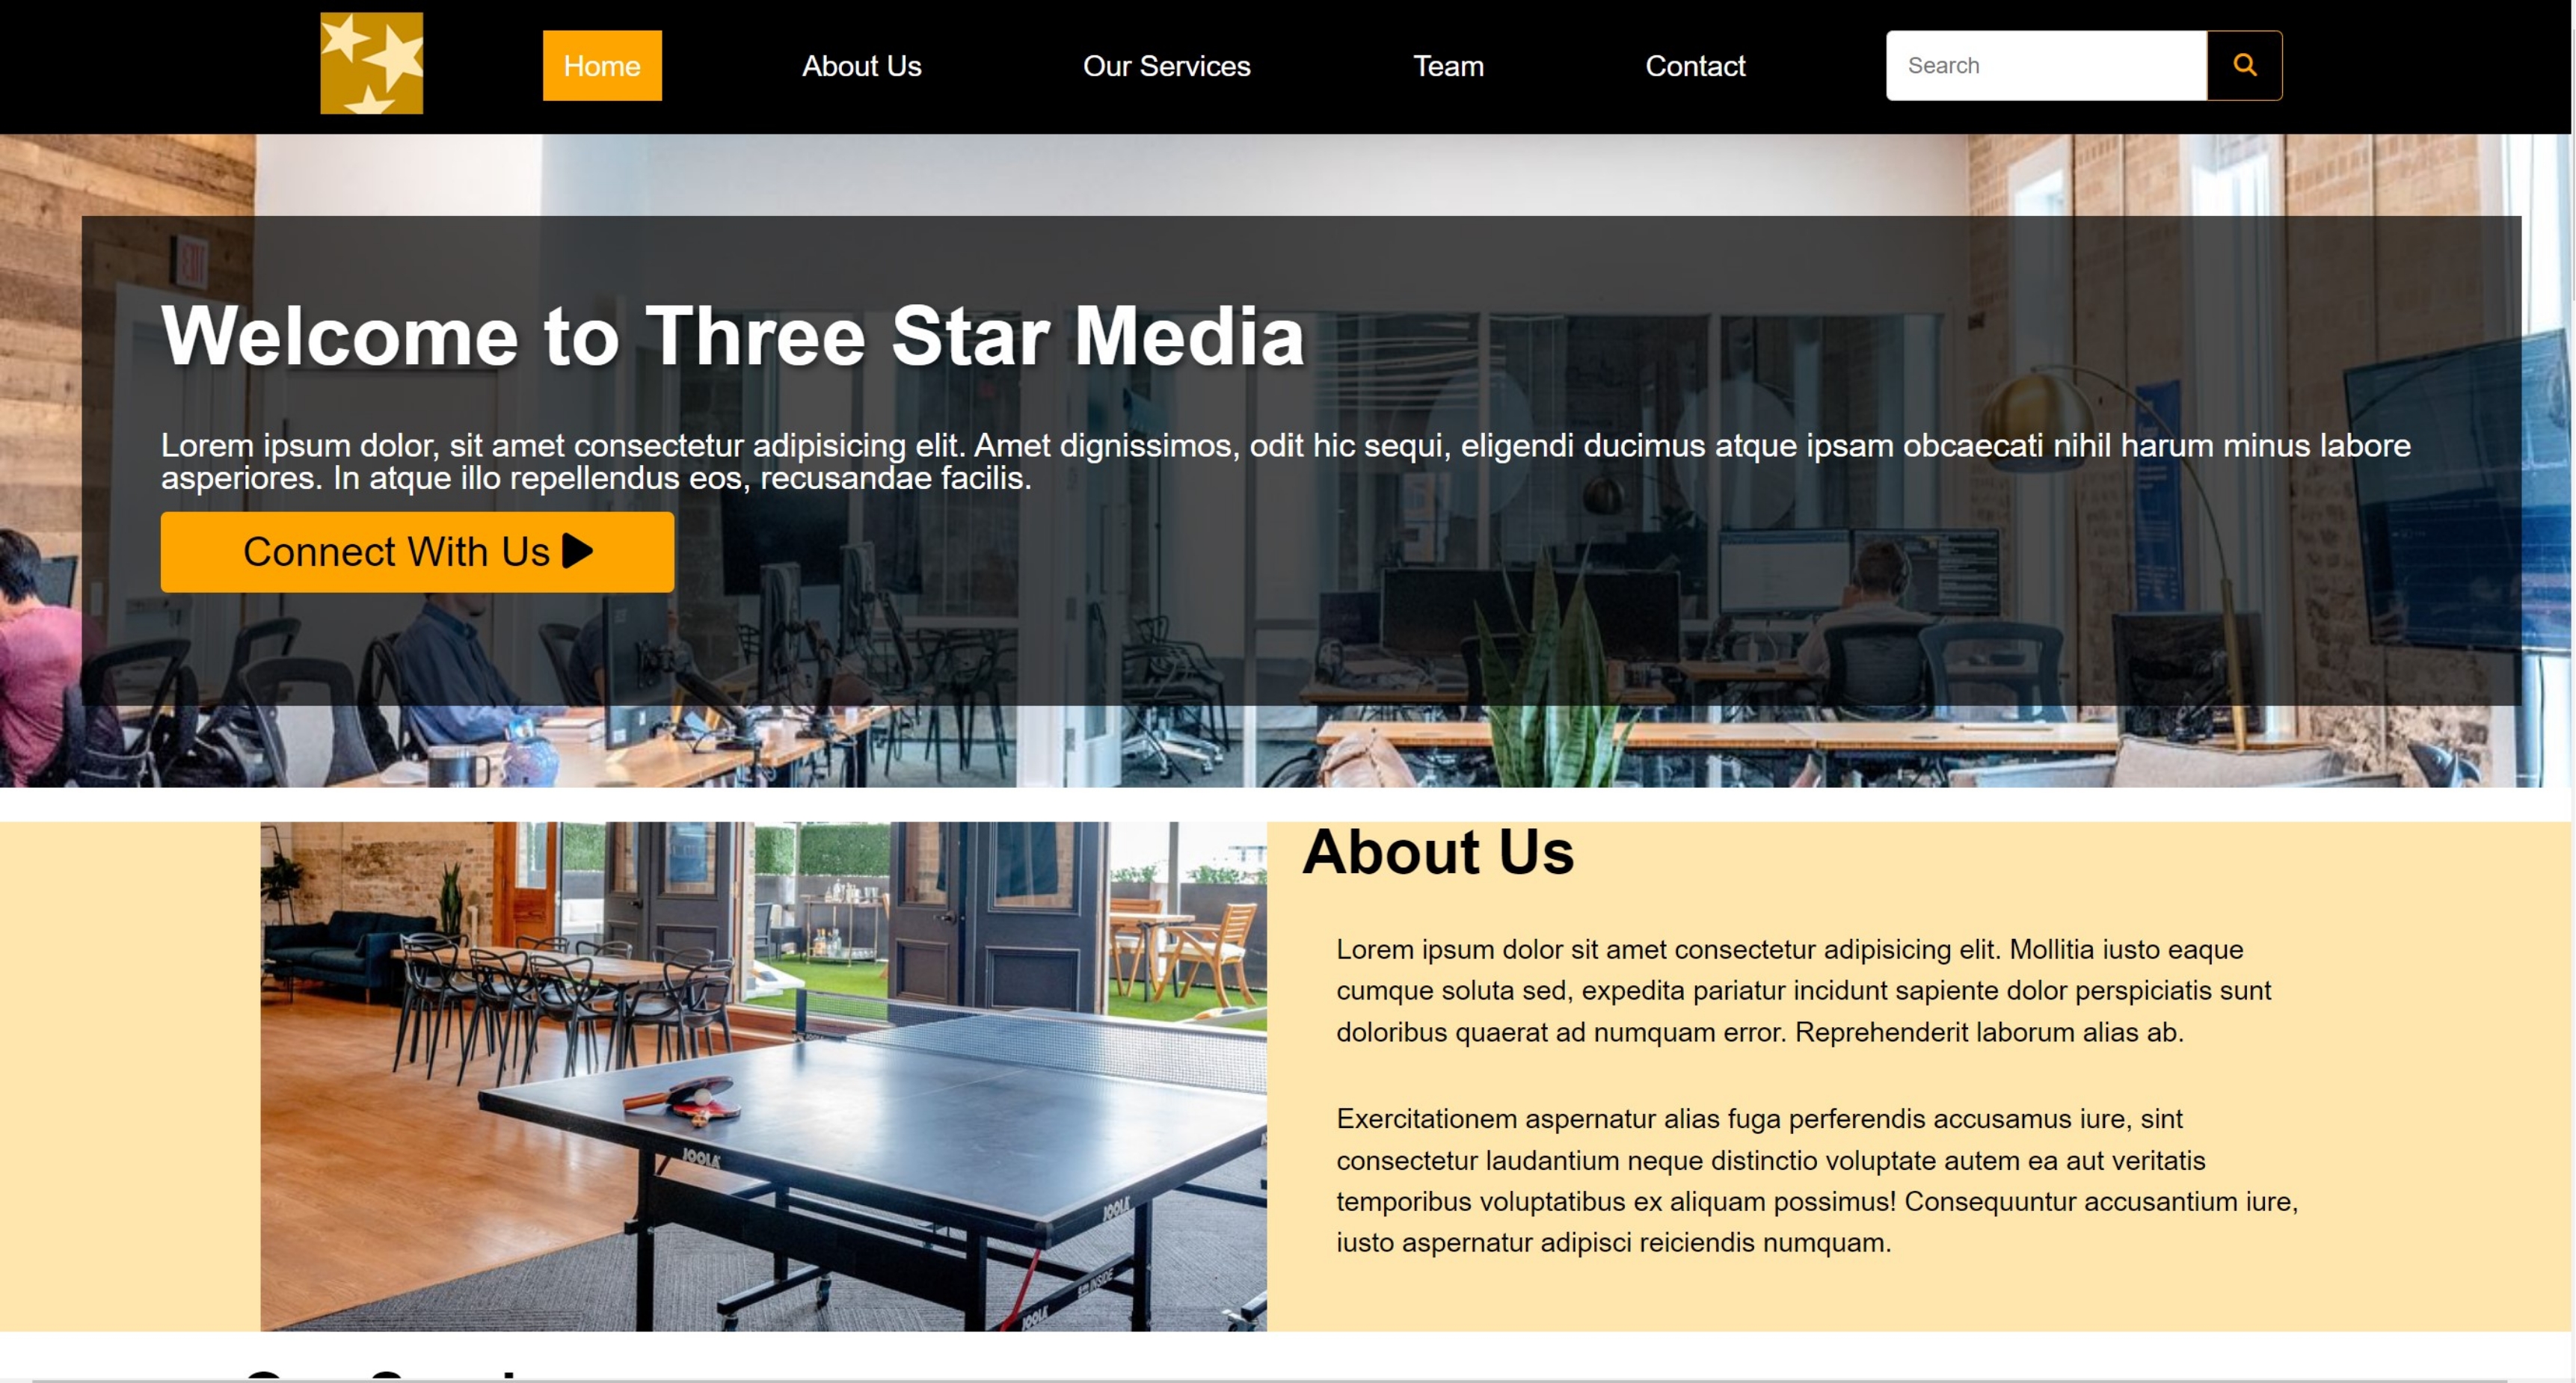 Home
About Us
Our Services
Team
Contact
Search
EXIT
Welcome to Three Star Media
Lorem ipsum dolor, sit amet consectetur adipisicing elit. Amet dignissimos, odit hic sequi, eligendi ducimus atque ipsam obcaecati nihil harum minus labore
asperiores. In atque illo repellendus eos, recusandae facilis.
Connect With Us
About Us
Lorem ipsum dolor sit amet consectetur adipisicing elit. Mollitia iusto eaque
cumque soluta sed, expedita pariatur incidunt sapiente dolor perspiciatis sunt
doloribus quaerat ad numquam error. Reprehenderit laborum alias ab.
Exercitationem aspernatur alias fuga perferendis accusamus iure, sint
consectetur laudantium neque distinctio voluptate autem ea aut veritatis
temporibus voluptatibus ex aliquam possimus! Consequuntur accusantium iure,
iusto aspernatur adipisci reiciendis numquam.
JOOLA
JOOLA
JOOLA
INSIDE